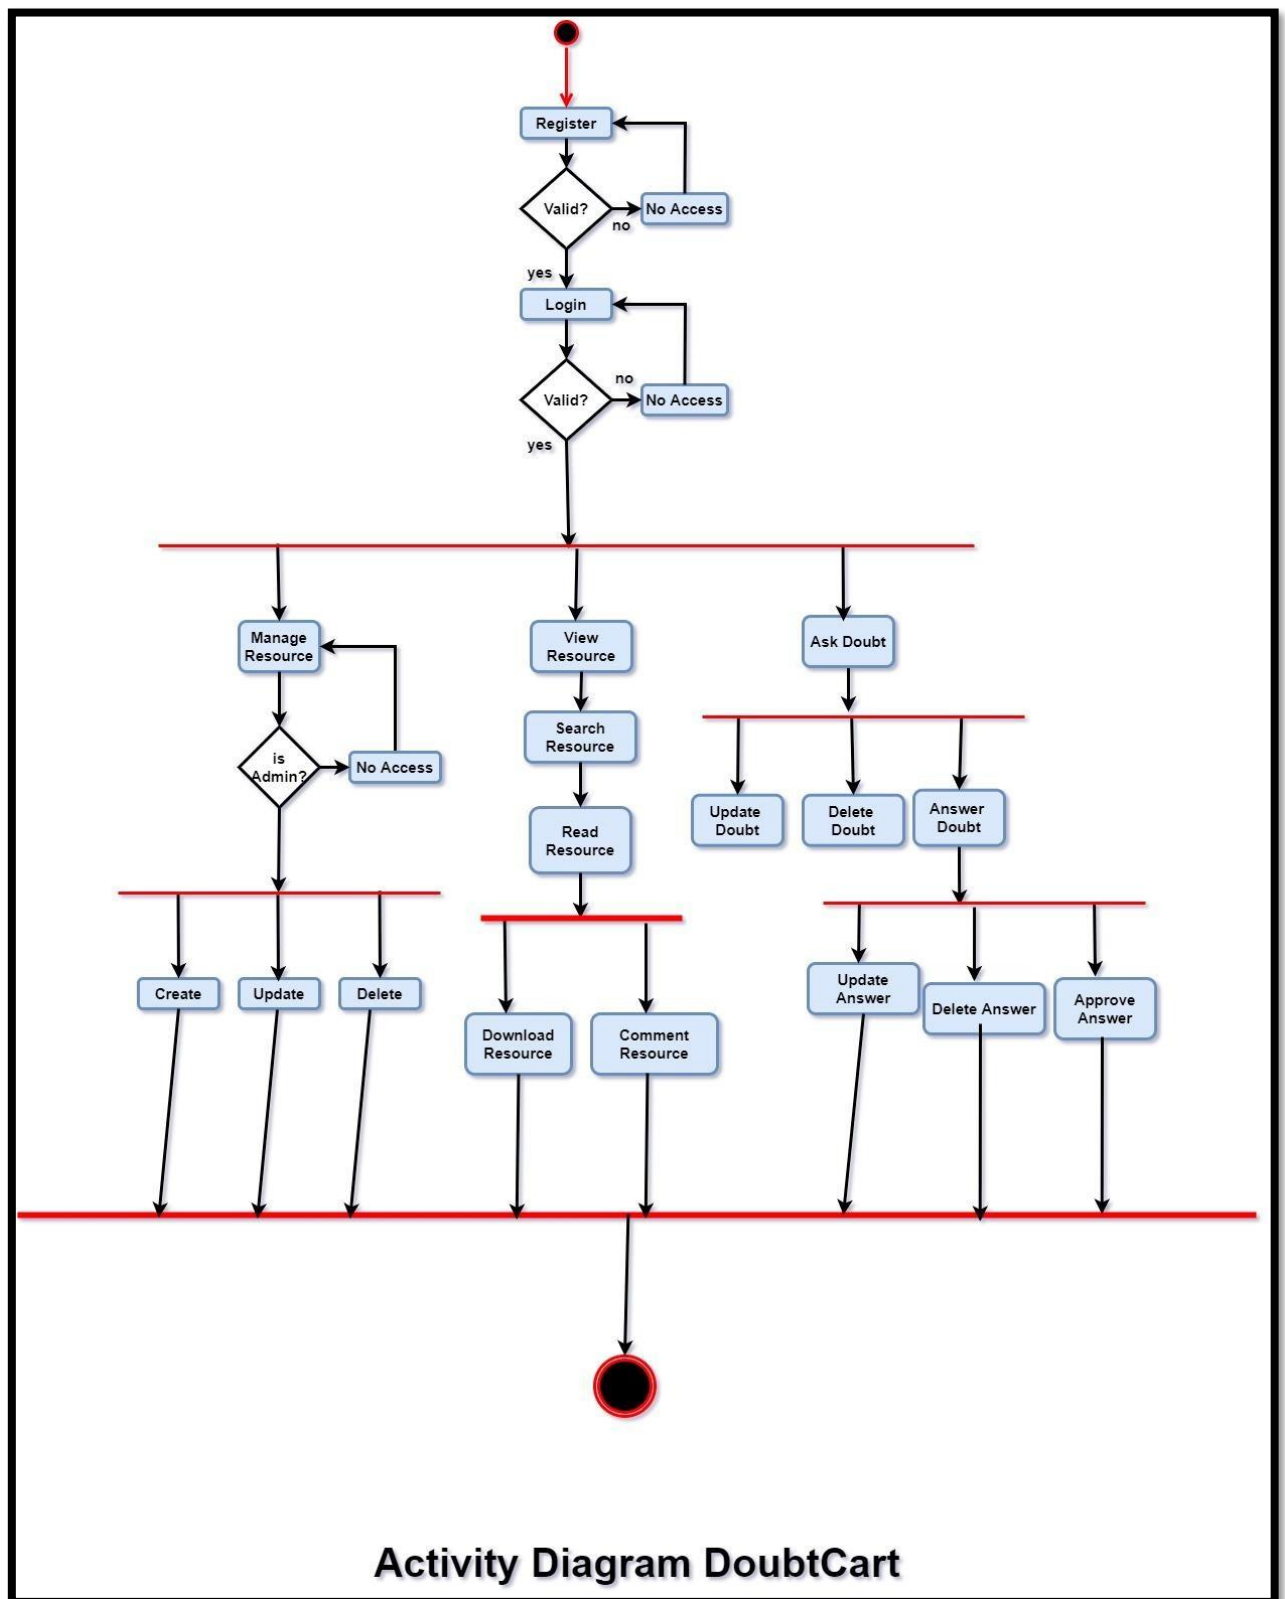 Register
Valid?
No Access
no
yes
Login
no
Valid?
No Access
yes
Manage
Resource
View
Resource
Ask Doubt
Search
Resource
is
Admin?
No Access
Update
Doubt
Delete
Doubt
Answer
Doubt
Read
Resource
Create
Update
Delete
Update
Answer
Delete Answer
Approve
Answer
Download
Resource
Comment
Resource
Activity Diagram DoubtCart